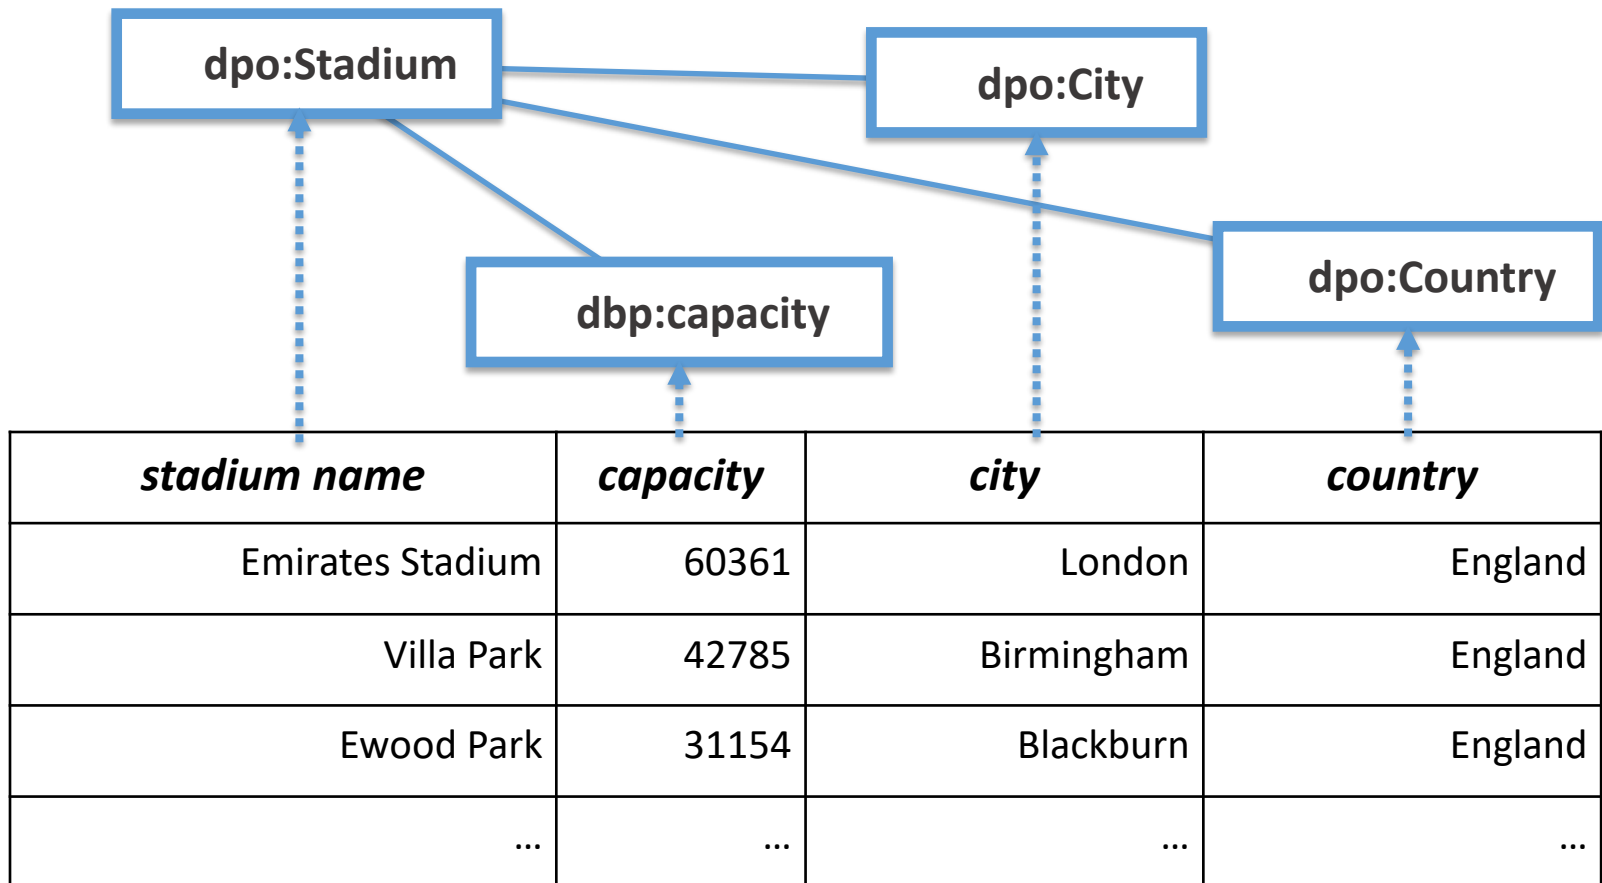 dpo:Stadium
dpo:City
dpo:Country
dbp:capacity
stadium name capacity city country
Emirates Stadium 60361 London England
Villa Park 42785 Birmingham England
Ewood Park 31154 Blackburn England
... ... ... ...